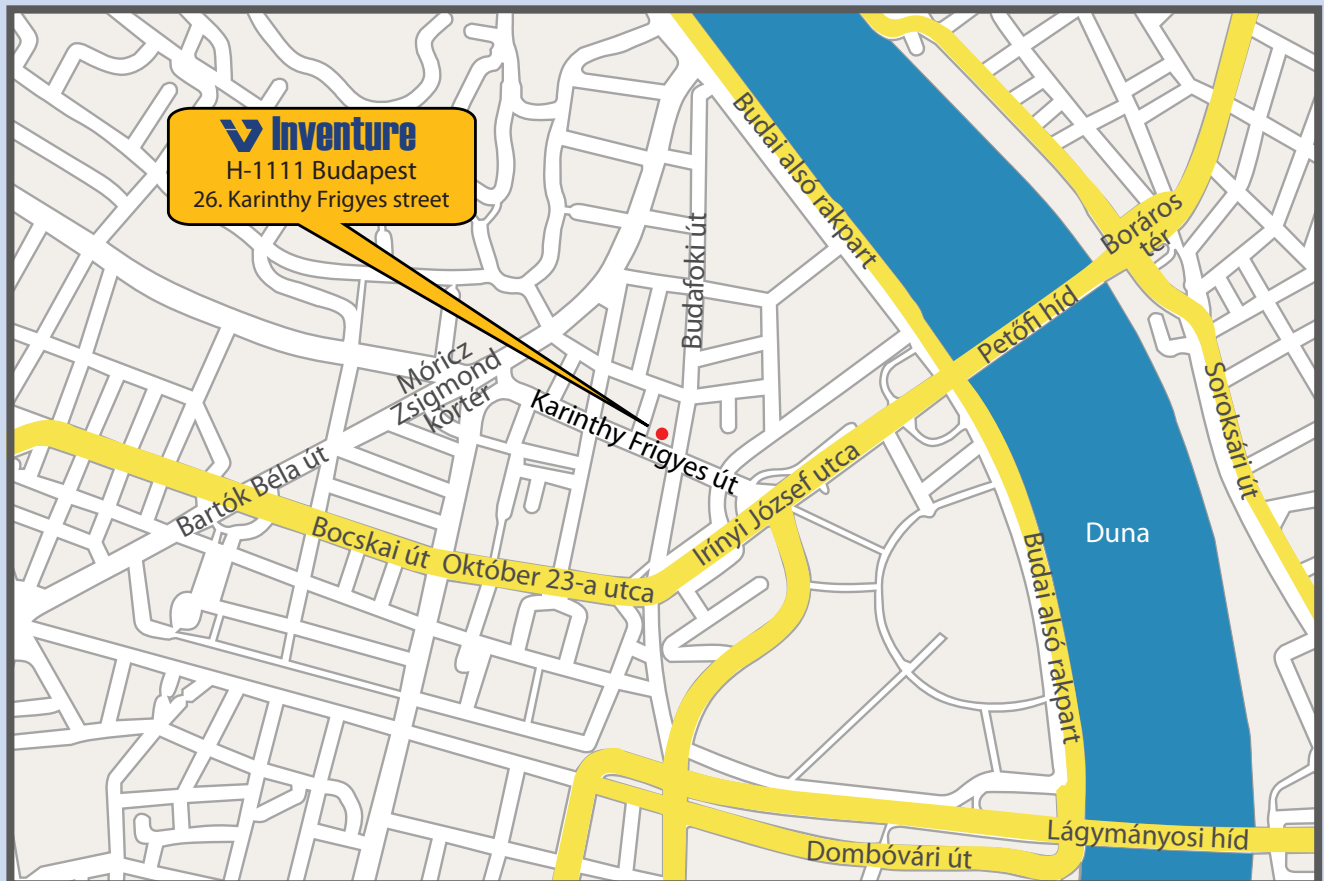 Inventure
H-1111 Budapest
26. Karinthy Frigyes street
Budai alsó rakpart
Boráros
tér
Budafoki út
Petőfi híd
Móricz
Zsigmond
körtér
Soroksári út
Karinthy Frigyes út
Bartók Béla út
Irínyi József utca
Bocskai út
Október 23-a utca
Duna
Budai alsó rakpart
Lágymányosi híd
Dombóvári út